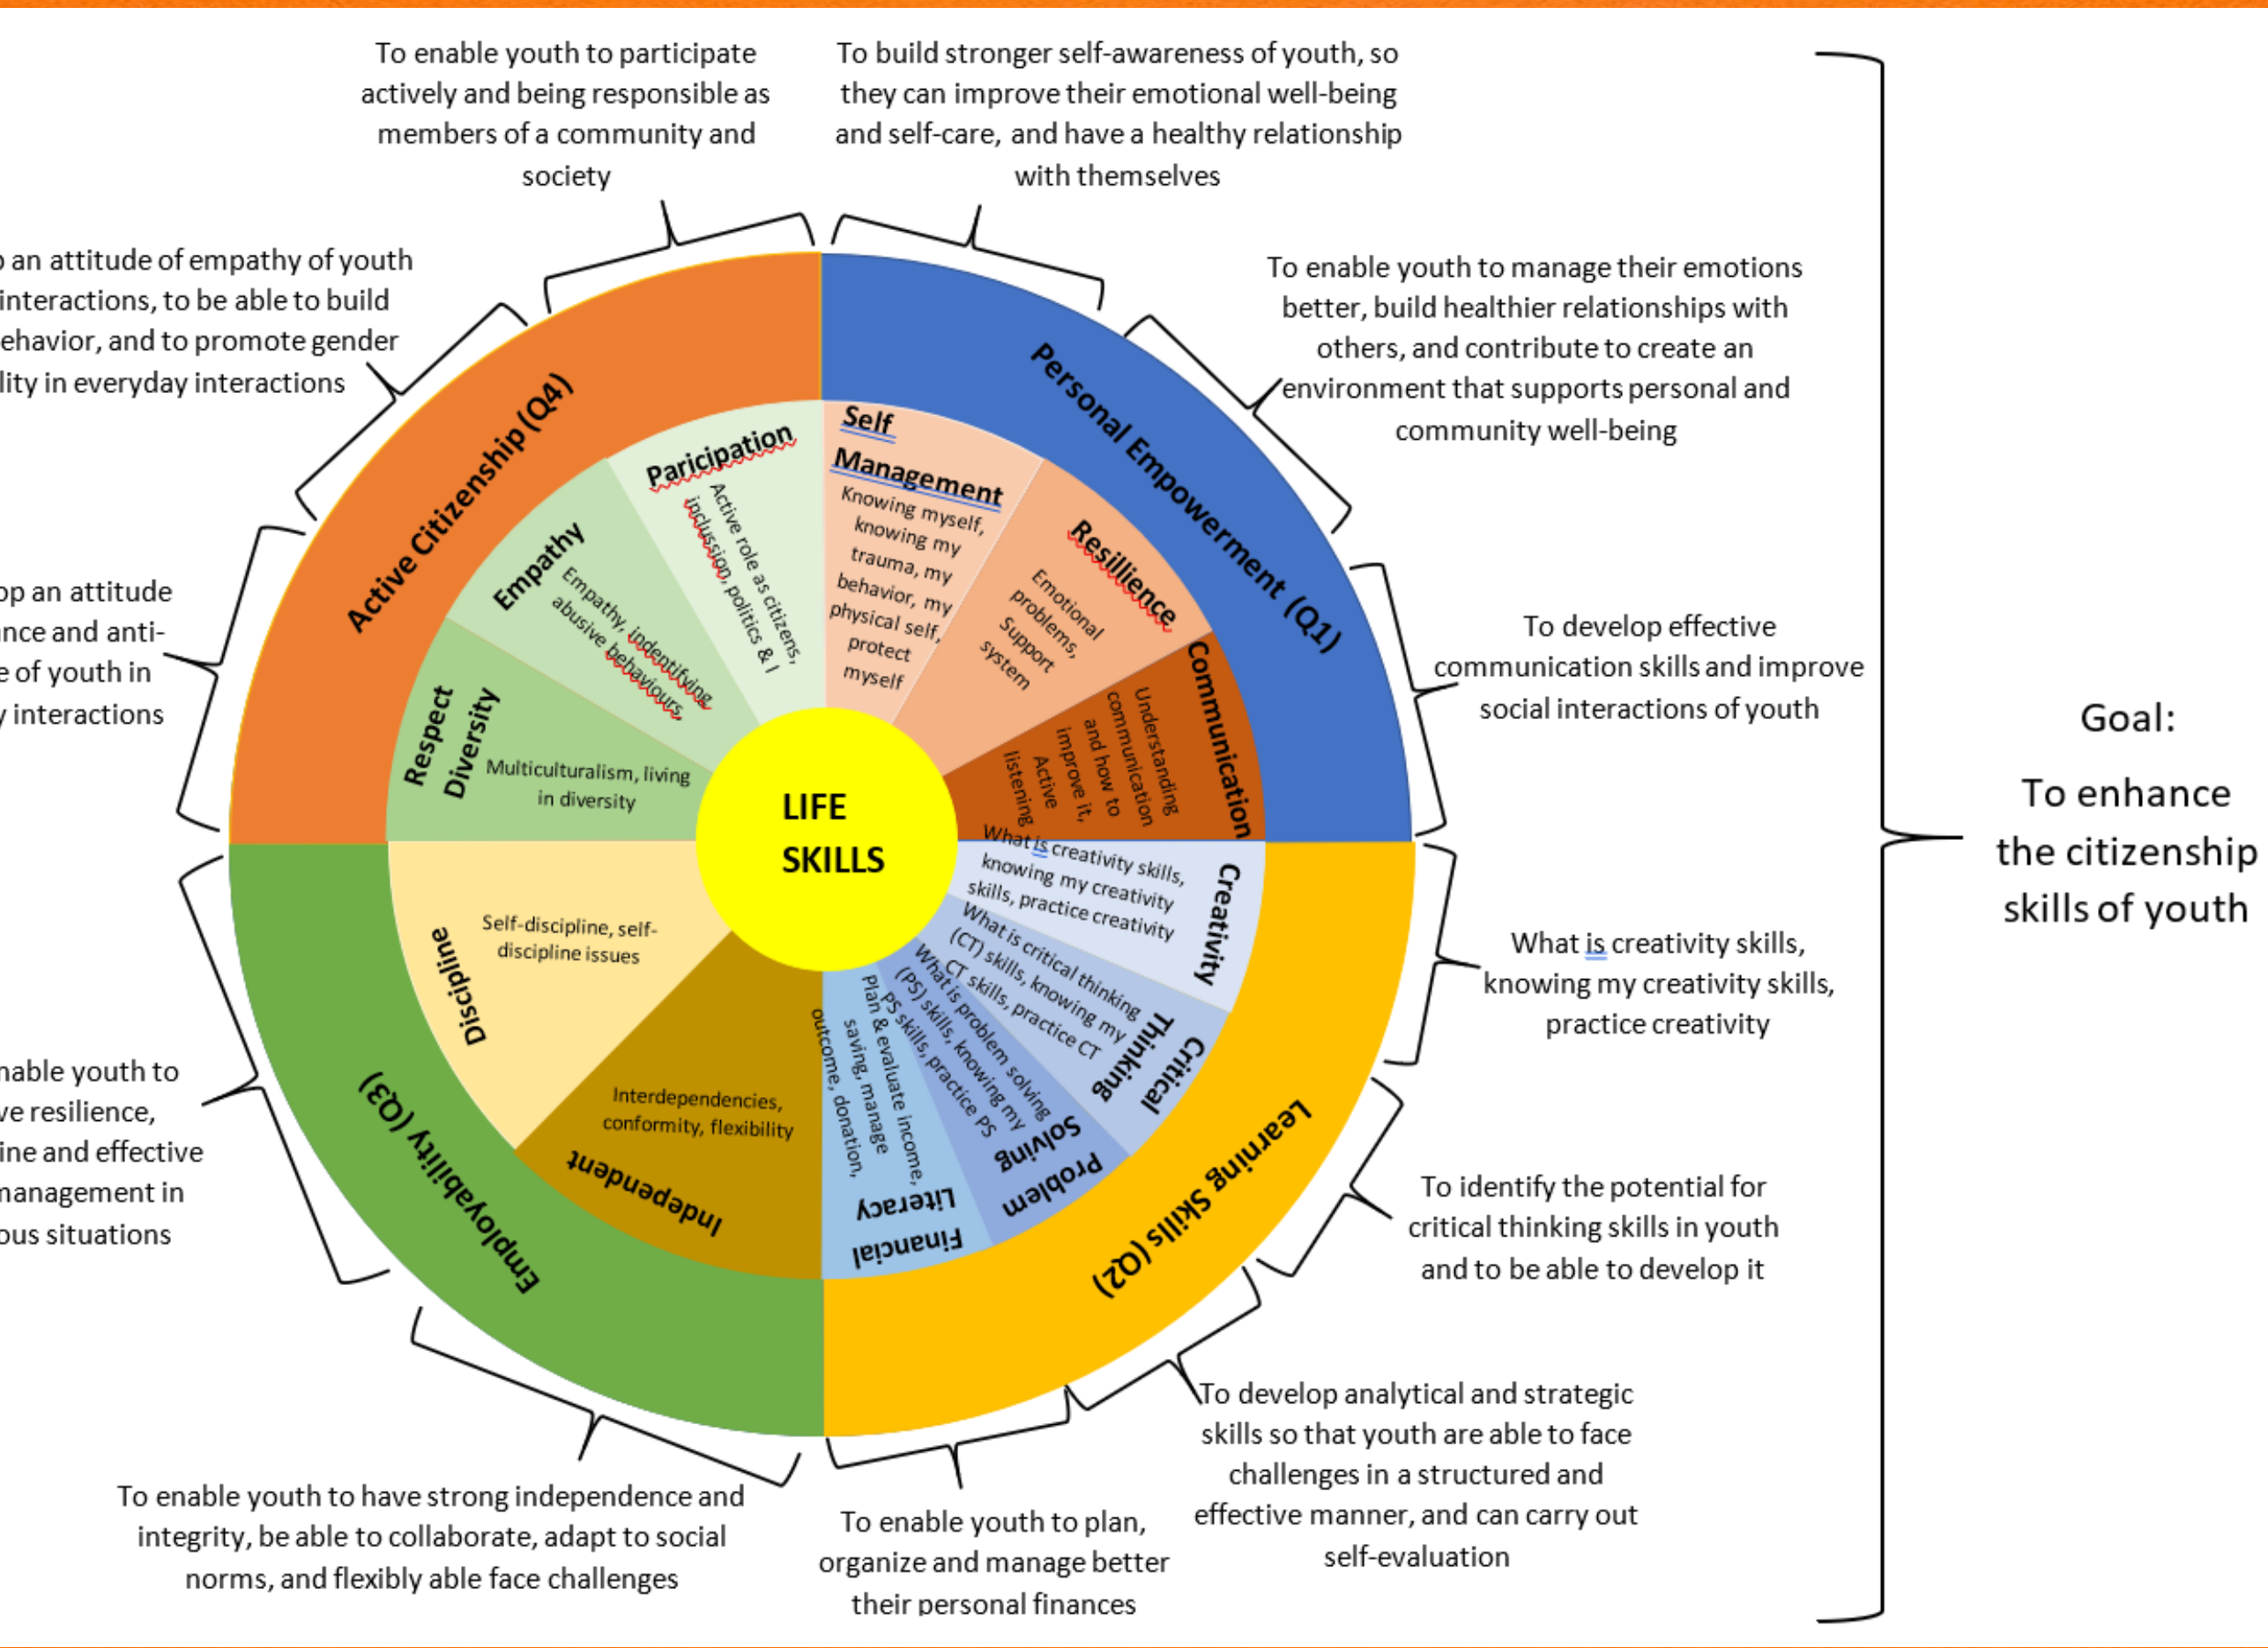 To enable youth to participate
actively and being responsible as
members of a community and
society
To build stronger self-awareness of youth, so
they can improve their emotional well-being
and self-care, and have a healthy relationship
with themselves
an attitude of empathy of youth
interactions, to be able to build
ehavior, and to promote gender
lity in everyday interactions
To enable youth to manage their emotions
better, build healthier relationships with
others, and contribute to create an
environment that supports personal and
community well-being
op an attitude
ance and anti-
e of youth in
y interactions
To develop effective
communication skills and improve
social interactions of youth
Goal:
To enhance
the citizenship
skills of youth
What is creativity skills,
knowing my creativity skills,
practice creativity
nable youth to
ve resilience,
ine and effective
management in
ous situations
To identify the potential for
critical thinking skills in youth
and to be able to develop it
To develop analytical and strategic
skills so that youth are able to face
challenges in a structured and
effective manner, and can carry out
self-evaluation
To enable youth to have strong independence and
integrity, be able to collaborate, adapt to social
norms, and flexibly able face challenges
To enable youth to plan,
organize and manage better
their personal finances
Active Citizenship (Q4)
Personal Empowerment (Q1)
Learning Skills (Q2)
Employability (Q3)
LIFE
SKILLS
Self
Management
Knowing myself,
knowing my
trauma, my
behavior, my
physical self,
protect
myself
Resillience
Emotional
problems,
Support
system
Communication
Understanding
communication
and how to
improve it,
Active
listening
Creativity
What is creativity skills,
knowing my creativity
skills, practice creativity
Critical
Thinking
What is critical thinking
(CT) skills, knowing my
CT skills, practice CT
Problem
Solving
What is problem solving
(PS) skills, knowing my
PS skills, practice PS
Financial
Literacy
Plan & evaluate income,
saving, manage
outcome, donation,
Independent
Interdependencies,
conformity, flexibility
Discipline
Self-discipline, self-
discipline issues
Respect
Diversity
Multiculturalism, living
in diversity
Empathy
Empathy, indentifying
abusive behaviours,
Paricipation
Active role as citizens,
inclussion, politics & I